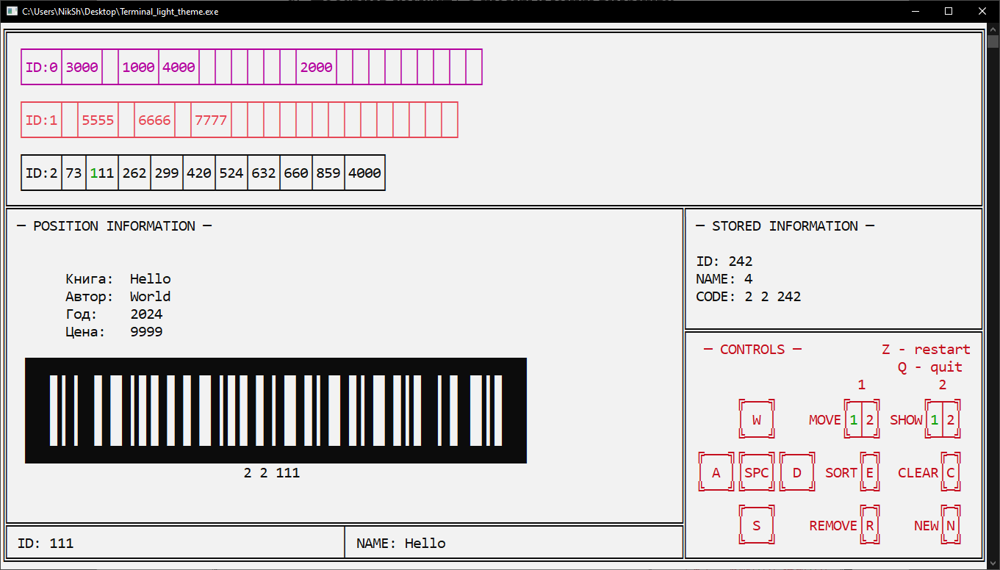 C:\Users\NikSh\Desktop\Terminal_light_theme.exe
ID:0 3000 1000 4000 2000
ID:1 5555 6666 7777
ID:2 73 111 262 299 420 524 632 660 859 4000
─ POSITION INFORMATION ─
Книга: Hello
Автор: World
Год: 2024
Цена: 9999
2 2 111
ID: 111
NAME: Hello
─ STORED INFORMATION ─
ID: 242
NAME: 4
CODE: 2 2 242
─ CONTROLS ─ Z - restart
Q - quit
1 2
W MOVE 1 2 SHOW 1 2
A SPC D SORT E CLEAR C
S REMOVE R NEW N